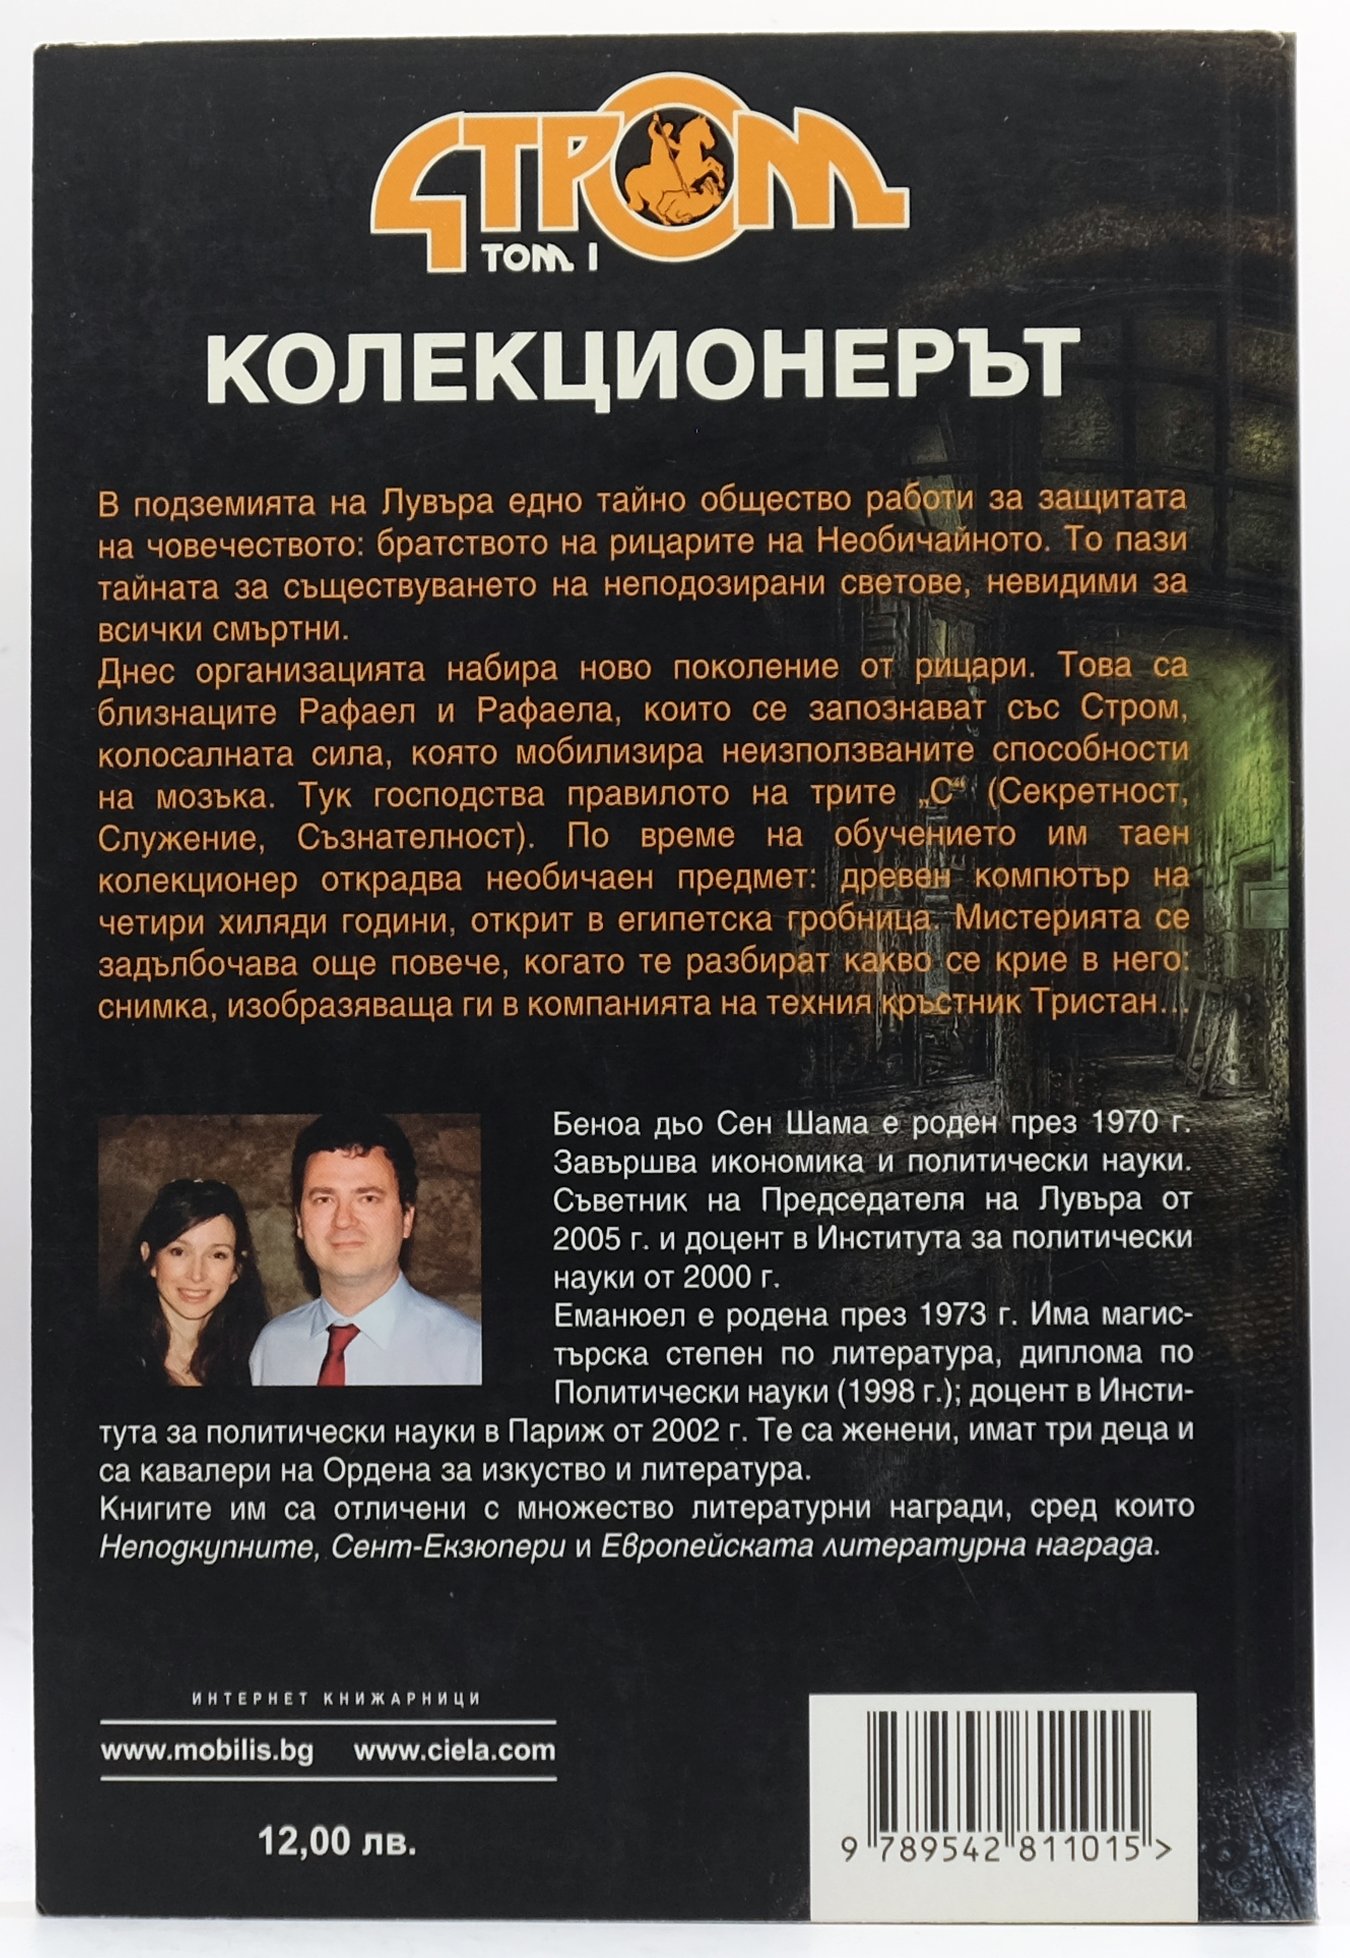 СТРОМ
ТОМ I
КОЛЕКЦИОНЕРЪТ
В подземията на Лувъра едно тайно общество работи за защитата
на човечеството: братството на рицарите на Необичайното. То пази
тайната за съществуването на неподозирани светове, невидими за
всички смъртни.
Днес организацията набира ново поколение от рицари. Това са
близнаците Рафаел и Рафаела, които се запознават със Стром,
колосалната сила, която мобилизира неизползваните способности
на мозъка. Тук господства правилото на трите „С“ (Секретност,
Служение, Съзнателност). По време на обучението им таен
колекционер открадва необичаен предмет: древен компютър на
четири хиляди години, открит в египетска гробница. Мистерията се
задълбочава още повече, когато те разбират какво се крие в него:
снимка, изобразяваща ги в компанията на техния кръстник Тристан...
Беноа дьо Сен Шама е роден през 1970 г.
Завършва икономика и политически науки.
Съветник на Председателя на Лувъра от
2005 г. и доцент в Института за политически
науки от 2000 г.
Еманюел е родена през 1973 г. Има магис-
търска степен по литература, диплома по
Политически науки (1998 г.); доцент в Инсти-
тута за политически науки в Париж от 2002 г. Те са женени, имат три деца и
са кавалери на Ордена за изкуство и литература.
Книгите им са отличени с множество литературни награди, сред които
Неподкупните, Сент-Екзюпери и Европейската литературна награда.
ИНТЕРНЕТ КНИЖАРНИЦИ
www.mobilis.bg www.ciela.com
12,00 лв.
9 789542 811015 >